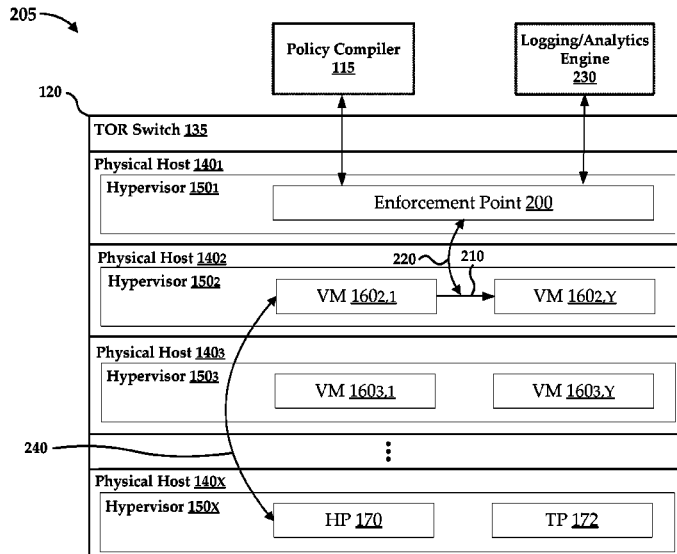 205
Policy Compiler
115
Logging/Analytics
Engine
230
120
TOR Switch 135
Physical Host 1401
Hypervisor 1501
Enforcement Point 200
Physical Host 1402
220
210
Hypervisor 1502
VM 1602,1
VM 1602,Y
Physical Host 1403
Hypervisor 1503
VM 1603,1
VM 1603,Y
240
Physical Host 140X
Hypervisor 150X
HP 170
TP 172